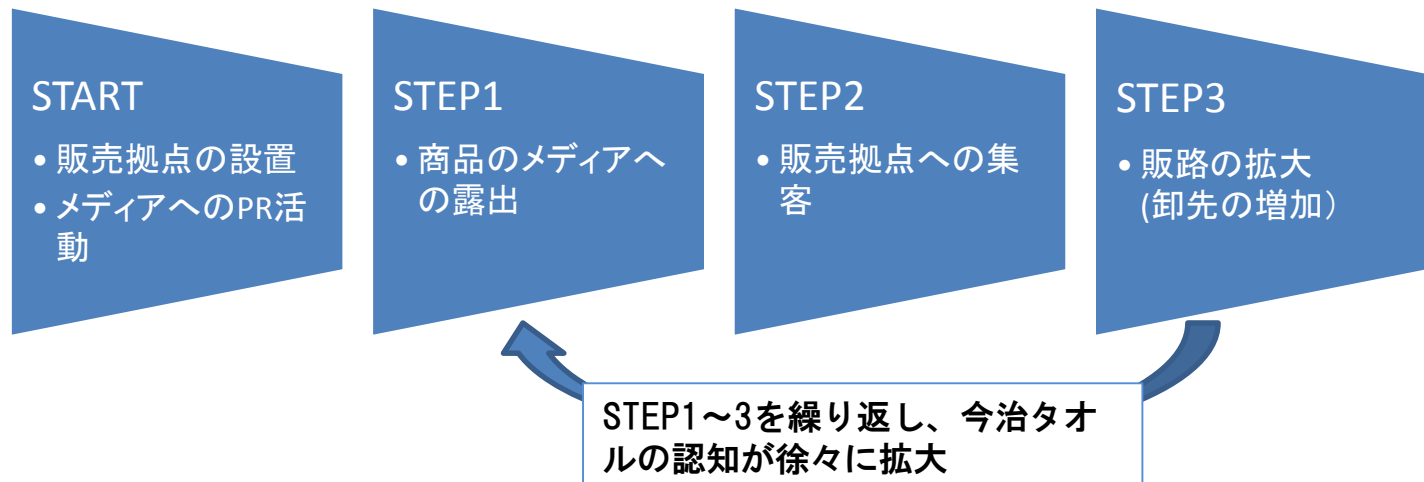 START
• 販売拠点の設置
• メディアへのPR活
動
STEP1
• 商品のメディアへ
の露出
STEP2
• 販売拠点への集
客
STEP3
• 販路の拡大
(卸先の増加）
STEP1～3を繰り返し、今治タオ
ルの認知が徐々に拡大